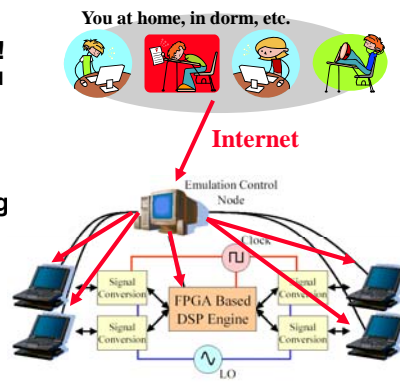 You at home, in dorm, etc.
!
Internet
g
Emulation Control
Node
Clock
Signal
Conversion
FPGA Based
DSP Engine
Signal
Conversion
Signal
Conversion
Signal
Conversion
LO